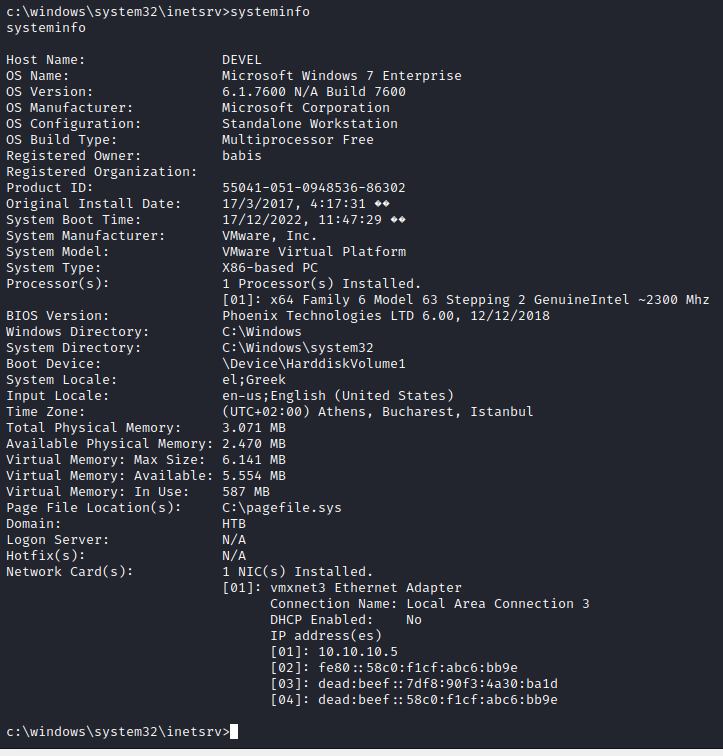 c:\windows\system32\inetsrv>systeminfo
systeminfo
Host Name:                 DEVEL
OS Name:                   Microsoft Windows 7 Enterprise
OS Version:                6.1.7600 N/A Build 7600
OS Manufacturer:           Microsoft Corporation
OS Configuration:          Standalone Workstation
OS Build Type:             Multiprocessor Free
Registered Owner:          babis
Registered Organization:
Product ID:                55041-051-0948536-86302
Original Install Date:     17/3/2017, 4:17:31 ��
System Boot Time:          17/12/2022, 11:47:29 ��
System Manufacturer:       VMware, Inc.
System Model:              VMware Virtual Platform
System Type:               X86-based PC
Processor(s):              1 Processor(s) Installed.
                           [01]: x64 Family 6 Model 63 Stepping 2 GenuineIntel ~2300 Mhz
BIOS Version:              Phoenix Technologies LTD 6.00, 12/12/2018
Windows Directory:         C:\Windows
System Directory:          C:\Windows\system32
Boot Device:               \Device\HarddiskVolume1
System Locale:             el;Greek
Input Locale:              en-us;English (United States)
Time Zone:                 (UTC+02:00) Athens, Bucharest, Istanbul
Total Physical Memory:     3.071 MB
Available Physical Memory: 2.470 MB
Virtual Memory: Max Size:  6.141 MB
Virtual Memory: Available: 5.554 MB
Virtual Memory: In Use:    587 MB
Page File Location(s):     C:\pagefile.sys
Domain:                    HTB
Logon Server:              N/A
Hotfix(s):                 N/A
Network Card(s):           1 NIC(s) Installed.
                           [01]: vmxnet3 Ethernet Adapter
                                 Connection Name: Local Area Connection 3
                                 DHCP Enabled:    No
                                 IP address(es)
                                 [01]: 10.10.10.5
                                 [02]: fe80::58c0:f1cf:abc6:bb9e
                                 [03]: dead:beef::7df8:90f3:4a30:ba1d
                                 [04]: dead:beef::58c0:f1cf:abc6:bb9e
c:\windows\system32\inetsrv>